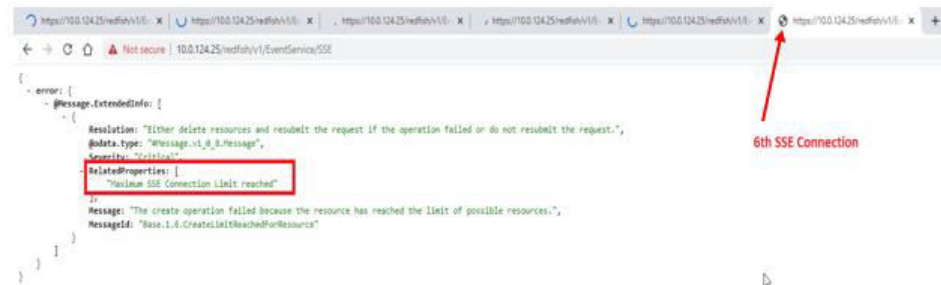 https://10.0.124.25/redfish/v1/E x https://10.0.124.25/redfish/v1/E x https://10.0.124.25/redfish/v1/E x https://10.0.124.25/redfish/v1/E x https://10.0.124.25/redfish/v1/E x https://10.0.124.25/redfish/v1/E x +
Not secure | 10.0.124.25/redfish/v1/EventService/SSE
{
- error: {
- @Message.ExtendedInfo: [
- {
Resolution: "Either delete resources and resubmit the request if the operation failed or do not resubmit the request.",
@odata.type: "#Message.v1_0_8.Message",
Severity: "Critical",
6th SSE Connection
- RelatedProperties: [
"Maximum SSE Connection Limit reached"
],
Message: "The create operation failed because the resource has reached the limit of possible resources.",
MessageId: "Base.1.6.CreateLimitReachedForResource"
}
]
}
}